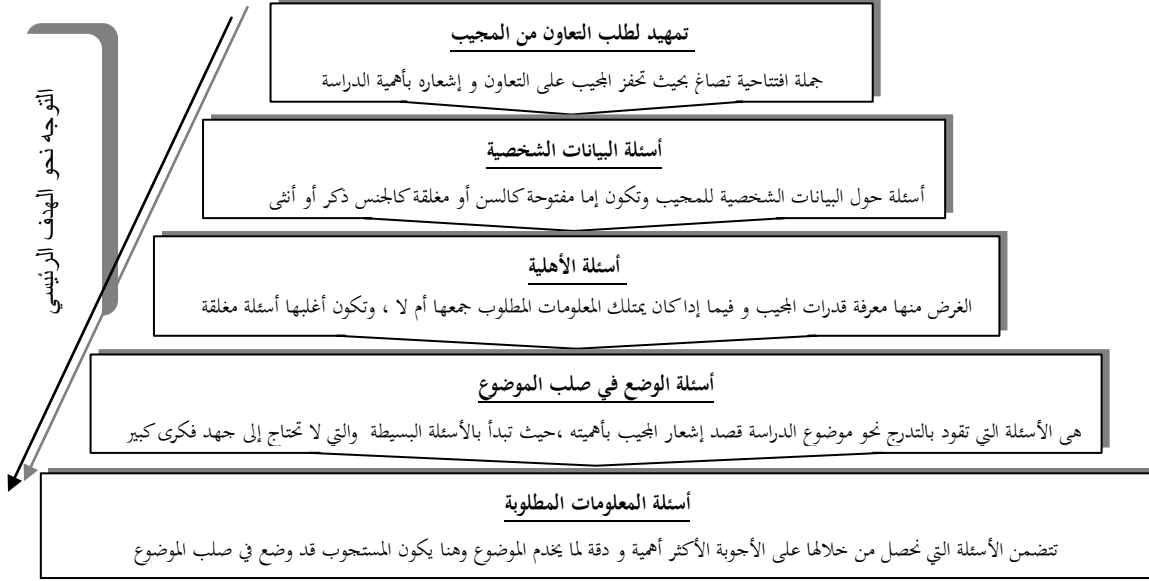 تمهيد لطلب التعاون من المجيب
جملة افتتاحية تصاغ بحيث تحفز المجيب على التعاون و إشعاره بأهمية الدراسة
أسئلة البيانات الشخصية
أسئلة حول البيانات الشخصية للمجيب وتكون إما مفتوحة كالسن أو مغلقة كالجنس ذكر أو أنثى
أسئلة الأهلية
الغرض منها معرفة قدرات المجيب و فيما إدا كان يمتلك المعلومات المطلوب جمعها أم لا ، وتكون أغلبها أسئلة مغلقة
أسئلة الوضع في صلب الموضوع
هى الأسئلة التي تقود بالتدرج نحو موضوع الدراسة قصد إشعار المجيب بأهميته ،حيث تبدأ بالأسئلة البسيطة والتي لا تحتاج إلى جهد فكرى كبير
أسئلة المعلومات المطلوبة
تتضمن الأسئلة التي نحصل من خلالها على الأجوبة الأكثر أهمية و دقة لما يخدم الموضوع وهنا يكون المستجوب قد وضع في صلب الموضوع
التوجه نحو الهدف الرئيسي